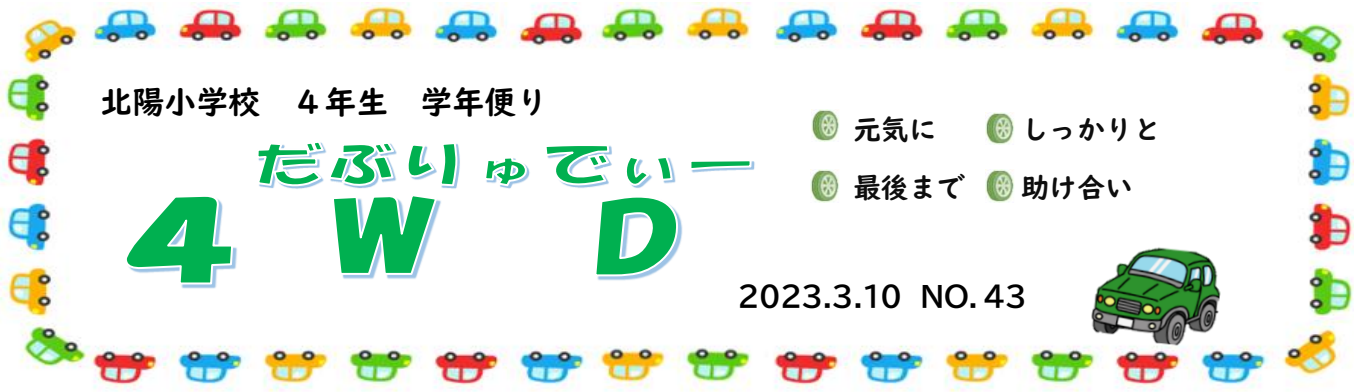 北陽小学校　４年生　学年便り
だぶりゅでぃー
４ＷＤ
元気に　しっかりと
最後まで　助け合い
2023.3.10 NO.43